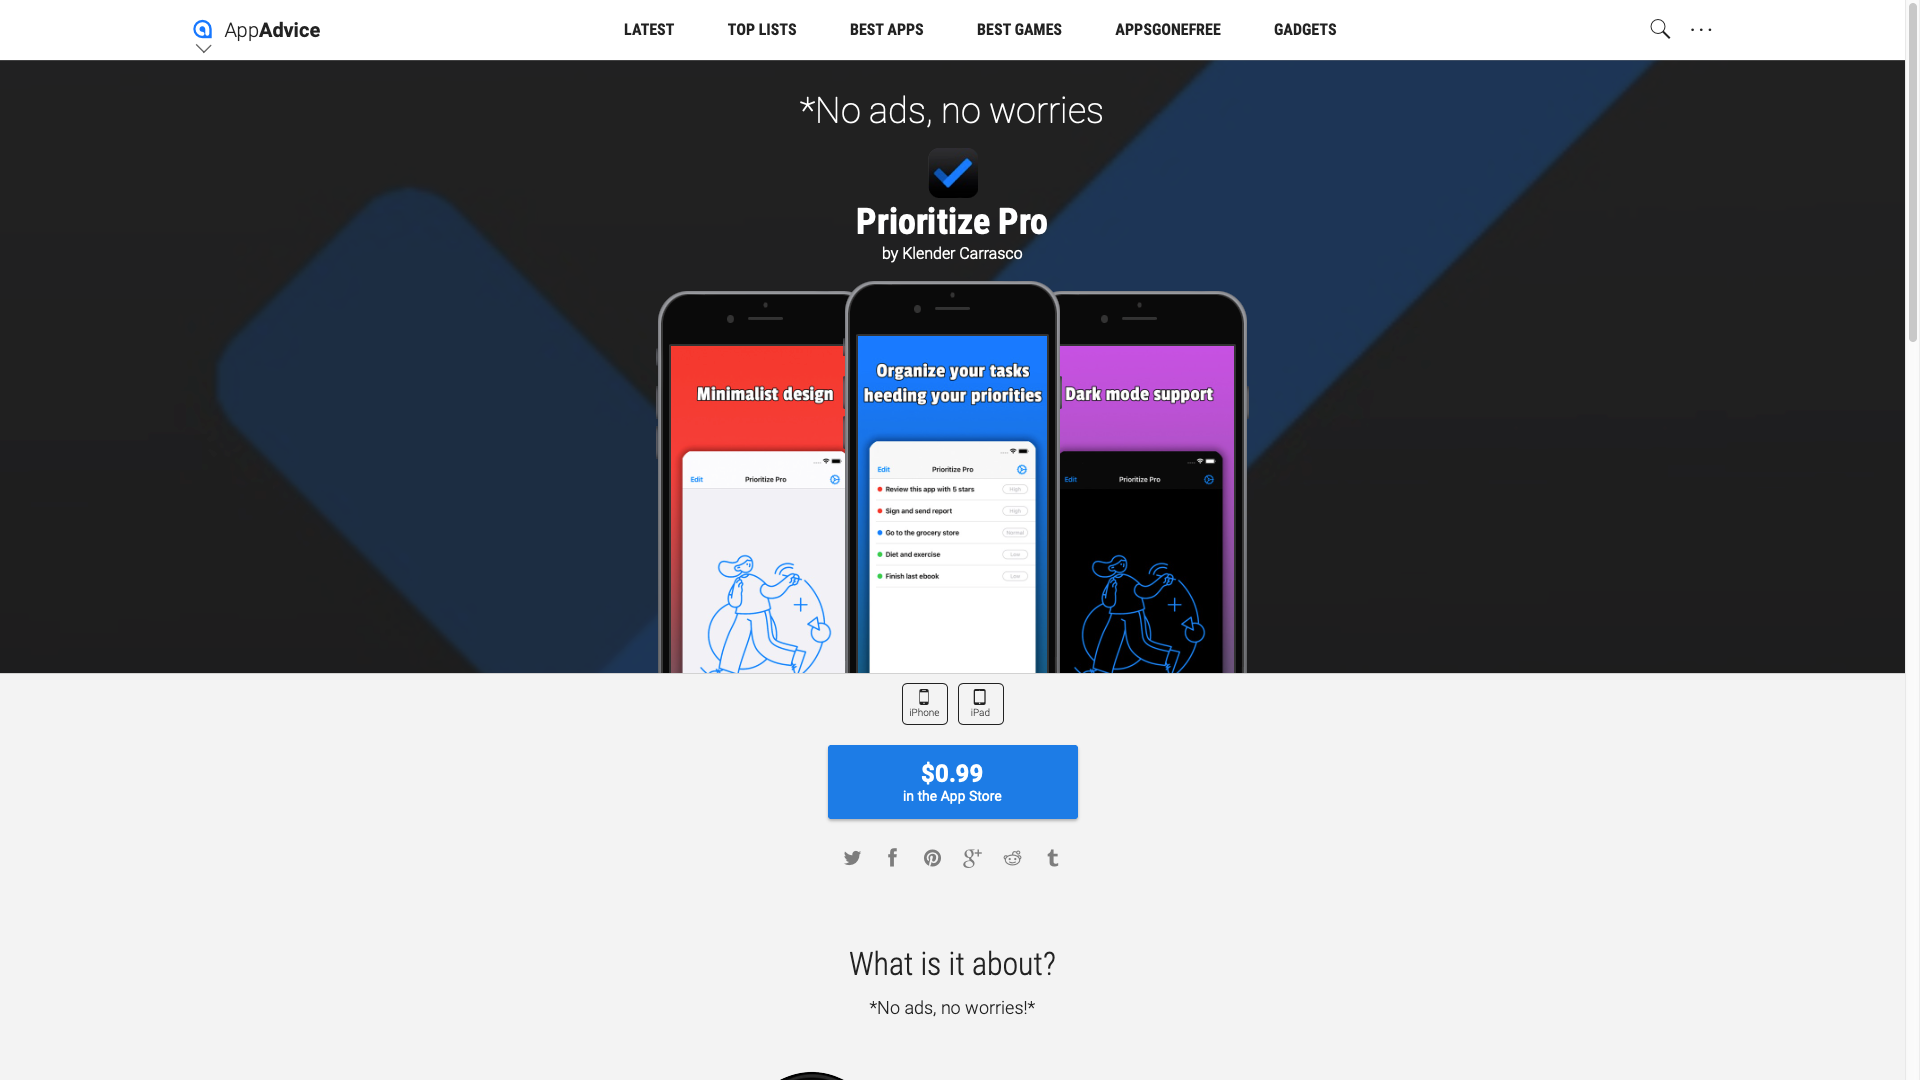 AppAdvice
LATEST
TOP LISTS
BEST APPS
BEST GAMES
APPSGONEFREE
GADGETS
*No ads, no worries
Prioritize Pro
by Klender Carrasco
Minimalist design
Edit
Prioritize Pro
Organize your tasks
heeding your priorities
Edit
Prioritize Pro
Review this app with 5 stars
High
Sign and send report
High
Go to the grocery store
Normal
Diet and exercise
Low
Finish last ebook
Low
Dark mode support
Edit
Prioritize Pro
iPhone
iPad
$0.99
in the App Store
What is it about?
*No ads, no worries!*